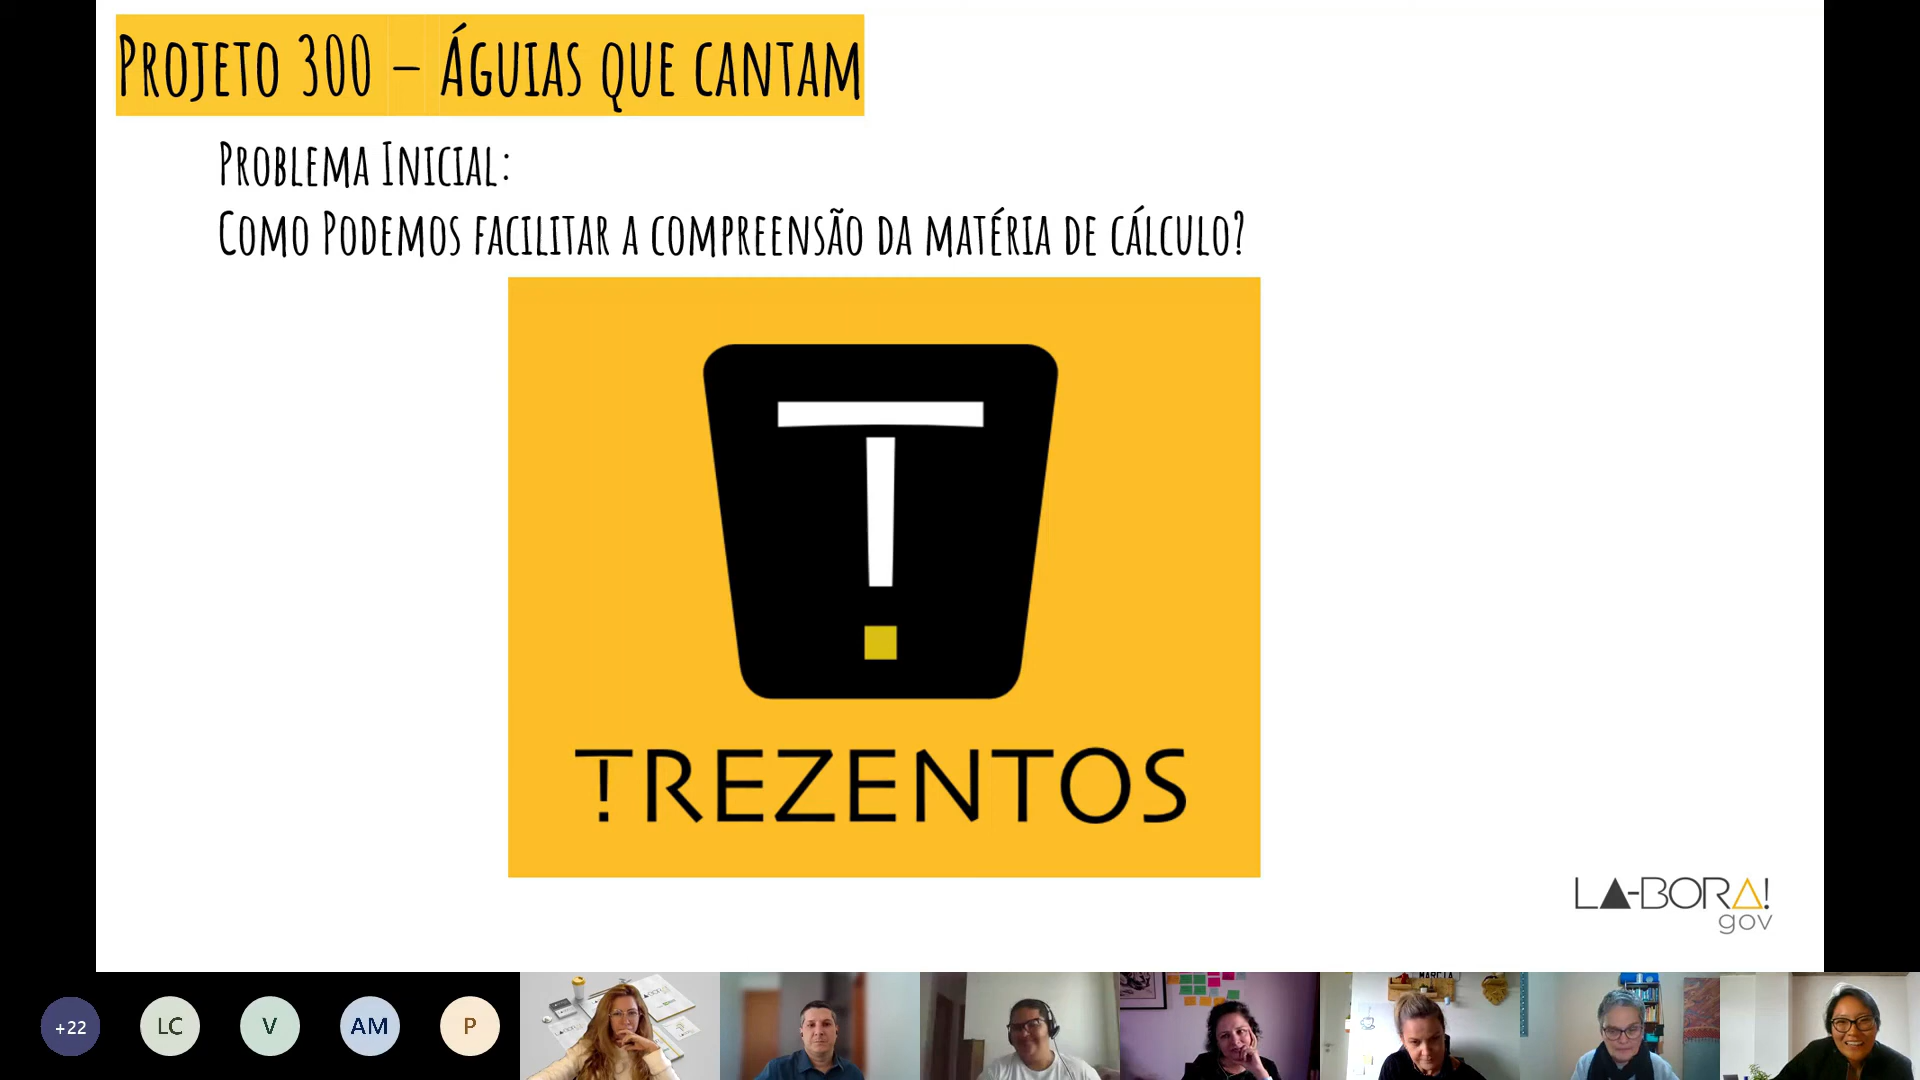 Projeto 300 – Águias que cantam
Problema Inicial:
Como Podemos facilitar a compreensão da matéria de cálculo?
T
TREZENTOS
LA-BORA!
gov
+22
LC
V
AM
P
MARCIA